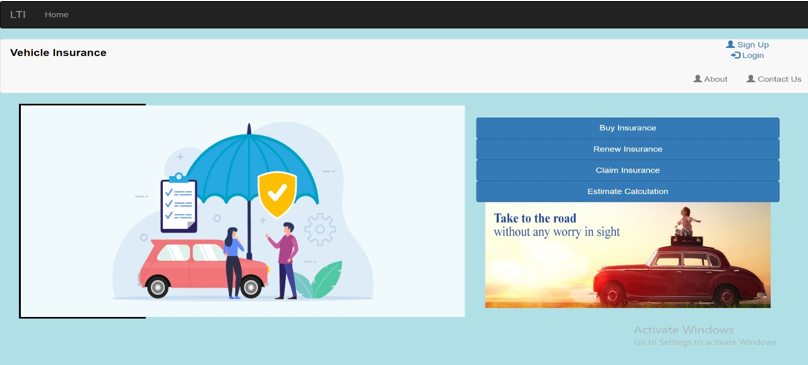 LTI Home
Vehicle Insurance
Sign Up
Login
About Contact Us
Buy Insurance
Renew Insurance
Claim Insurance
Estimate Calculation
Take to the road
without any worry in sight
Activate Windows
Go to Settings to activate Windows.